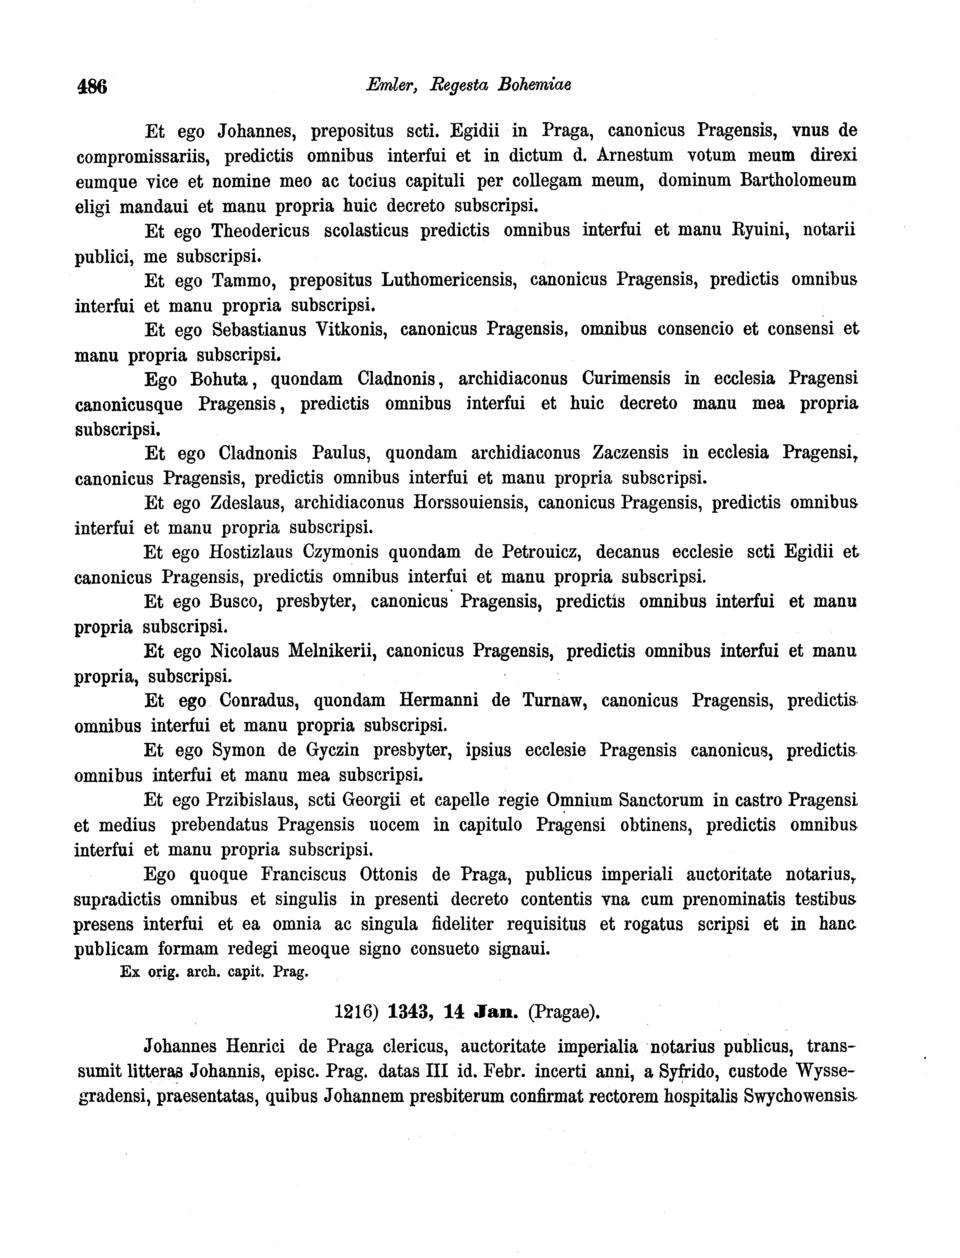 486 Emler, Regesta Bohemiae
Et ego Johannes, prepositus scti. Egidii in Praga, canonicus Pragensis, vnus de
compromissariis, predictis omnibus interfui et in dictum d. Arnestum votum meum direxi
eumque vice et nomine meo ac tocius capituli per collegam meum, dominum Bartholomeum
eligi mandaui et manu propria huic decreto subscripsi.
Et ego Theodericus scolasticus predictis omnibus interfui et manu Ryuini, notarii
publici, me subscripsi.
Et ego Tammo, prepositus Luthomericensis, canonicus Pragensis, predictis omnibus
interfui et manu propria subscripsi.
Et ego Sebastianus Vitkonis, canonicus Pragensis, omnibus consencio et consensi et
manu propria subscripsi.
Ego Bohuta, quondam Cladnonis, archidiaconus Curimensis in ecclesia Pragensi
canonicusque Pragensis, predictis omnibus interfui et huic decreto manu mea propria
subscripsi.
Et ego Cladnonis Paulus, quondam archidiaconus Zaczensis in ecclesia Pragensi,
canonicus Pragensis, predictis omnibus interfui et manu propria subscripsi.
Et ego Zdeslaus, archidiaconus Horssouiensis, canonicus Pragensis, predictis omnibus
interfui et manu propria subscripsi.
Et ego Hostizlaus Czymonis quondam de Petrouicz, decanus ecclesie scti Egidii et
canonicus Pragensis, predictis omnibus interfui et manu propria subscripsi.
Et ego Busco, presbyter, canonicus Pragensis, predictis omnibus interfui et manu
propria subscripsi.
Et ego Nicolaus Melnikerii, canonicus Pragensis, predictis omnibus interfui et manu
propria, subscripsi.
Et ego Conradus, quondam Hermanni de Turnaw, canonicus Pragensis, predictis
omnibus interfui et manu propria subscripsi.
Et ego Symon de Gyczin presbyter, ipsius ecclesie Pragensis canonicus, predictis
omnibus interfui et manu mea subscripsi.
Et ego Przibislaus, scti Georgii et capelle regie Omnium Sanctorum in castro Pragensi
et medius prebendatus Pragensis uocem in capitulo Pragensi obtinens, predictis omnibus
interfui et manu propria subscripsi.
Ego quoque Franciscus Ottonis de Praga, publicus imperiali auctoritate notarius,
supradictis omnibus et singulis in presenti decreto contentis vna cum prenominatis testibus
presens interfui et ea omnia ac singula fideliter requisitus et rogatus scripsi et in hanc
publicam formam redegi meoque signo consueto signaui.
Ex orig. arch. capit. Prag.
1216) 1343, 14 Jan. (Pragae).
Johannes Henrici de Praga clericus, auctoritate imperialia notarius publicus, trans-
sumit litteras Johannis, episc. Prag. datas III id. Febr. incerti anni, a Syfrido, custode Wysse-
gradensi, praesentatas, quibus Johannem presbiterum confirmat rectorem hospitalis Swychowensis